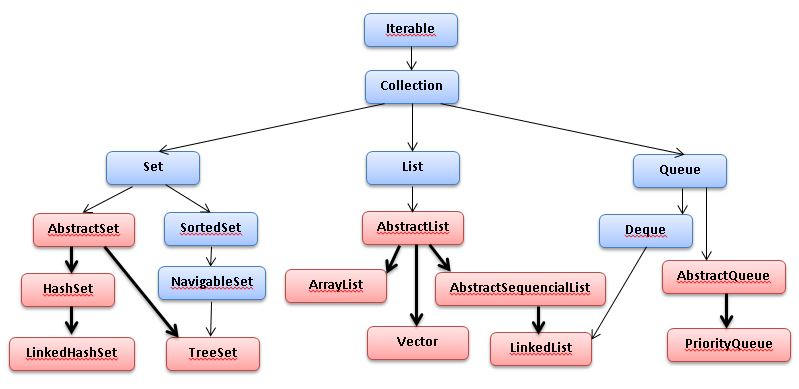 Iterable
Collection
Set
List
Queue
AbstractSet
SortedSet
AbstractList
Deque
HashSet
NavigableSet
ArrayList
AbstractSequencialList
AbstractQueue
LinkedHashSet
TreeSet
Vector
LinkedList
PriorityQueue